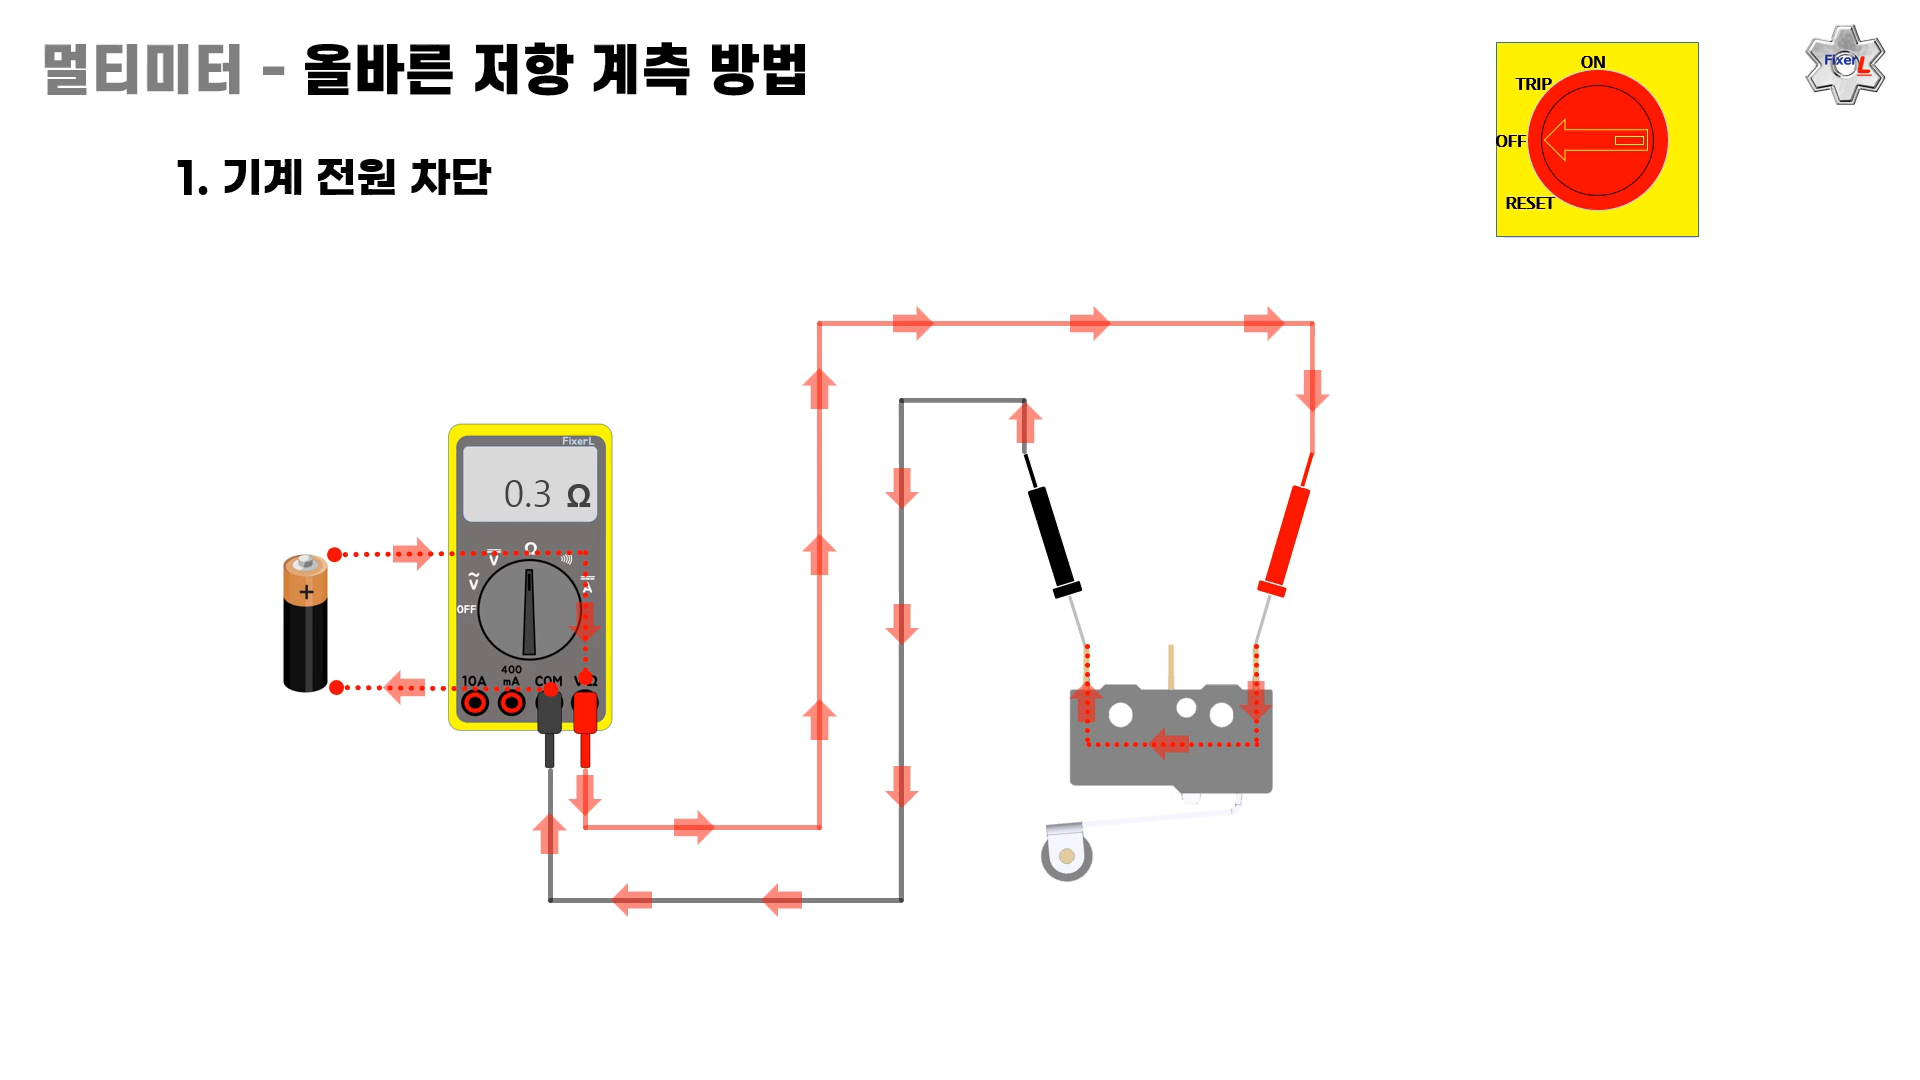 멀티미터 - 올바른 저항 계측 방법
1. 기계 전원 차단
ON
TRIP
OFF
RESET
FixerL
FixerL
0.3 Ω
V
Ω
V
A
OFF
10A
400
mA
COM
VΩ
+